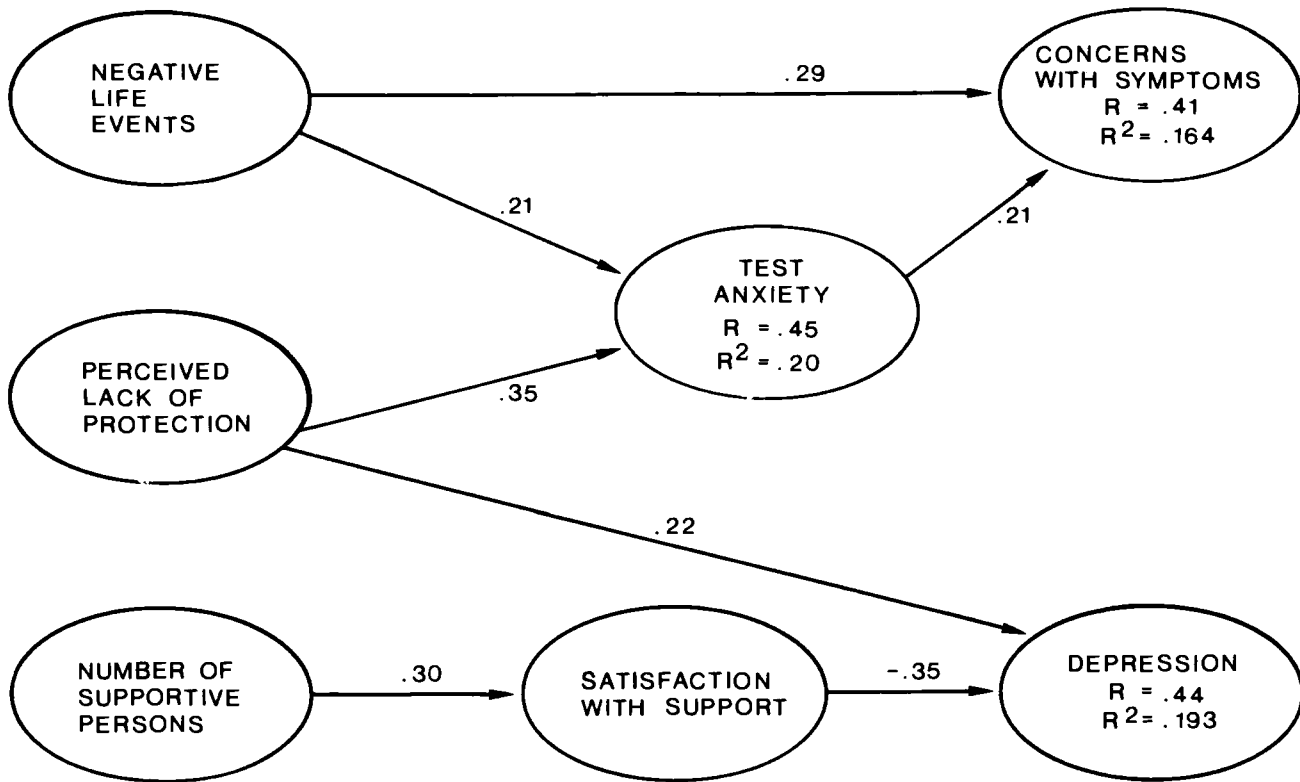 NEGATIVE
LIFE
EVENTS
.29
CONCERNS
WITH SYMPTOMS
R = .41
R² = .164
.21
.21
TEST
ANXIETY
R = .45
R² = .20
PERCEIVED
LACK OF
PROTECTION
.35
.22
NUMBER OF
SUPPORTIVE
PERSONS
.30
SATISFACTION
WITH SUPPORT
-.35
DEPRESSION
R = .44
R² = .193